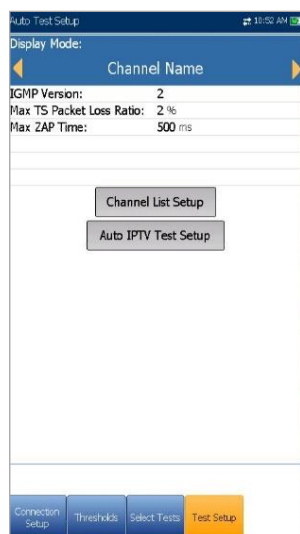 Auto Test Setup 10:52 AM
Display Mode:
Channel Name
IGMP Version: 2
Max TS Packet Loss Ratio: 2 %
Max ZAP Time: 500 ms
Channel List Setup
Auto IPTV Test Setup
Connection Setup Thresholds Select Tests Test Setup